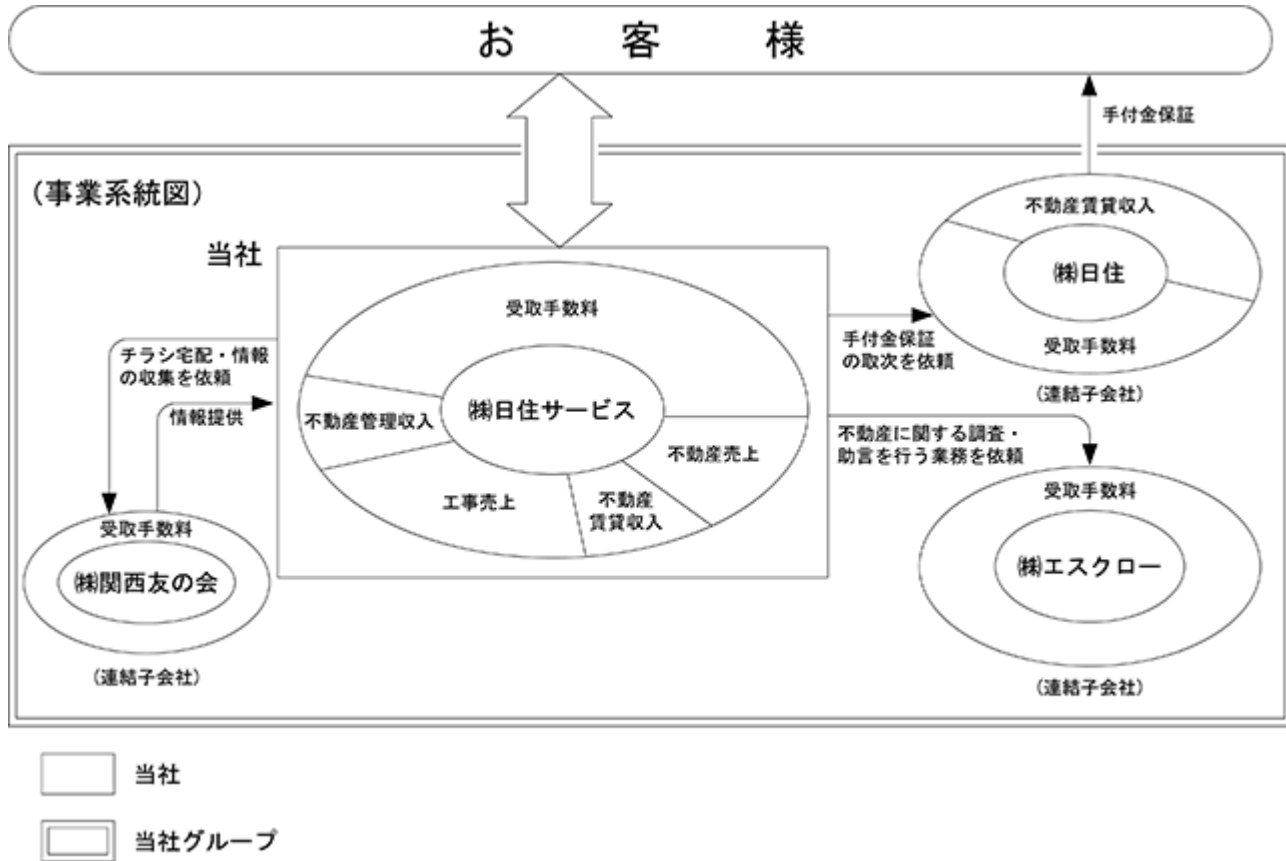 お客様
手付金保証
（事業系統図）
当社
不動産賃貸収入
㈱日住
受取手数料
(連結子会社)
受取手数料
㈱日住サービス
不動産管理収入
工事売上
不動産
賃貸収入
不動産売上
手付金保証
の取次を依頼
チラシ宅配・情報
の収集を依頼
情報提供
不動産に関する調査・
助言を行う業務を依頼
受取手数料
㈱関西友の会
(連結子会社)
受取手数料
㈱エスクロー
(連結子会社)
当社
当社グループ